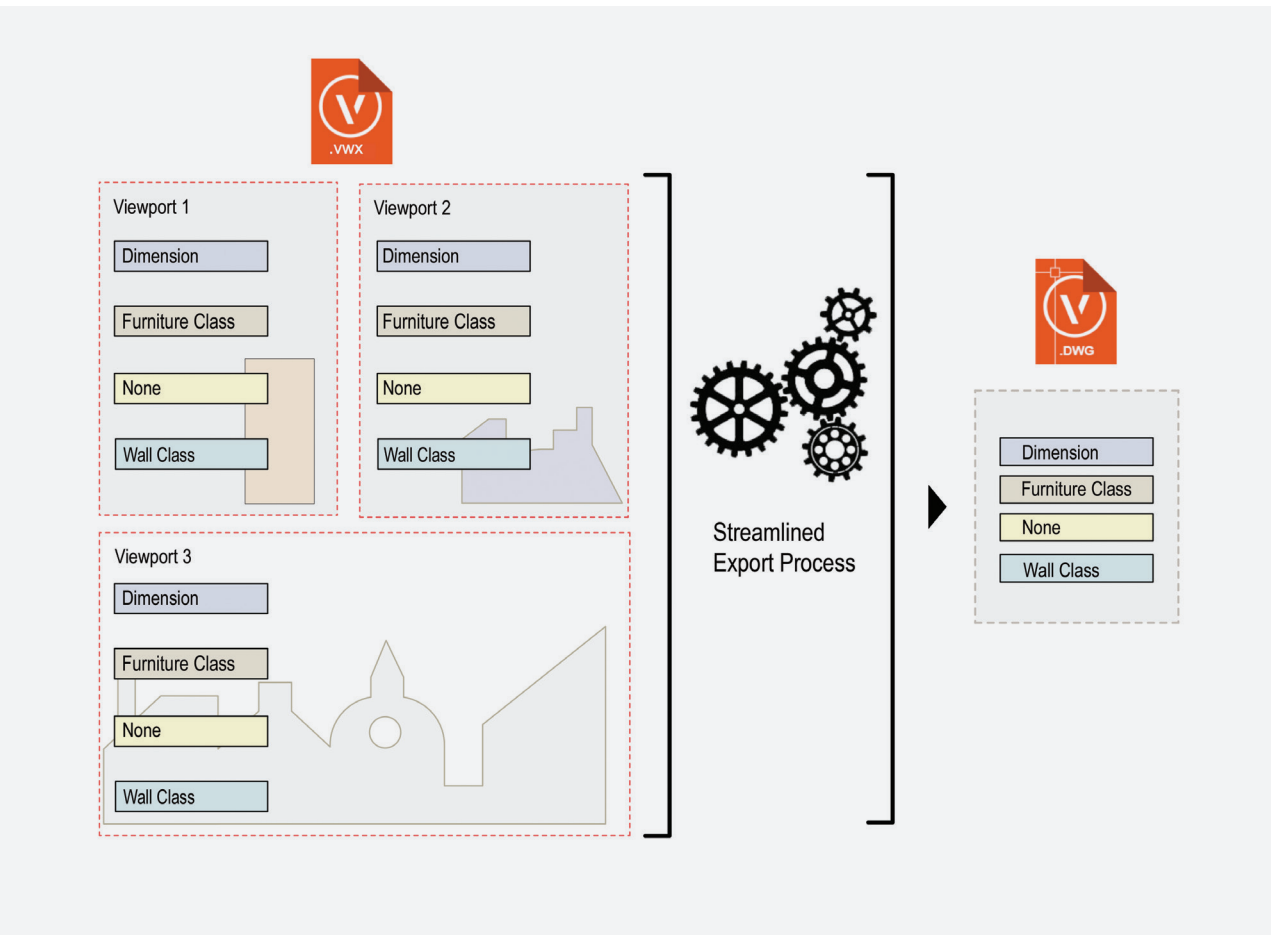 .VWX
Viewport 1
Dimension
Furniture Class
None
Wall Class
Viewport 2
Dimension
Furniture Class
None
Wall Class
Viewport 3
Dimension
Furniture Class
None
Wall Class
Streamlined
Export Process
.DWG
Dimension
Furniture Class
None
Wall Class